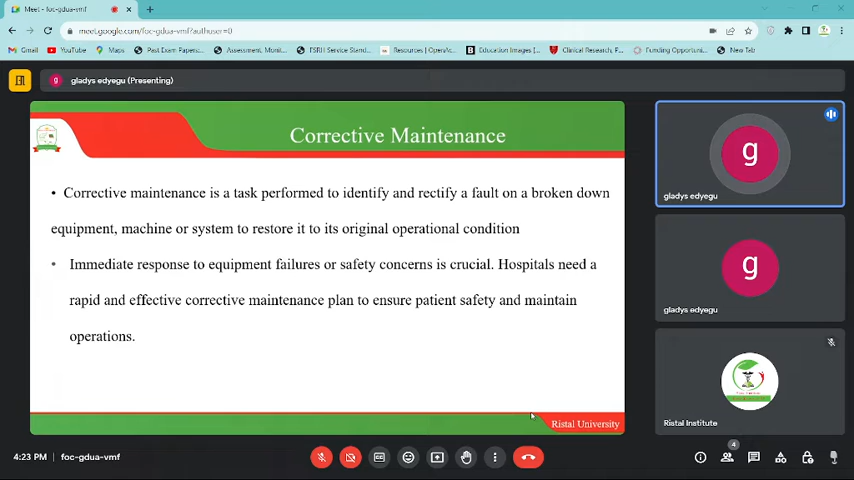 Meet - foc-gdua-vmf
meet.google.com/foc-gdua-vmf?authuser=0
Gmail
YouTube
Maps
Past Exam Papers:...
Assessment, Monit...
FSRH Service Stand...
Resources | OperAc...
Education Images [...
Clinical Research, F...
Funding Opportuni...
New Tab
gladys edyegu (Presenting)
Corrective Maintenance
• Corrective maintenance is a task performed to identify and rectify a fault on a broken down
equipment, machine or system to restore it to its original operational condition
• Immediate response to equipment failures or safety concerns is crucial. Hospitals need a
rapid and effective corrective maintenance plan to ensure patient safety and maintain
operations.
Ristal University
g
gladys edyegu
g
gladys edyegu
Ristal Institute
4:23 PM
foc-gdua-vmf
4